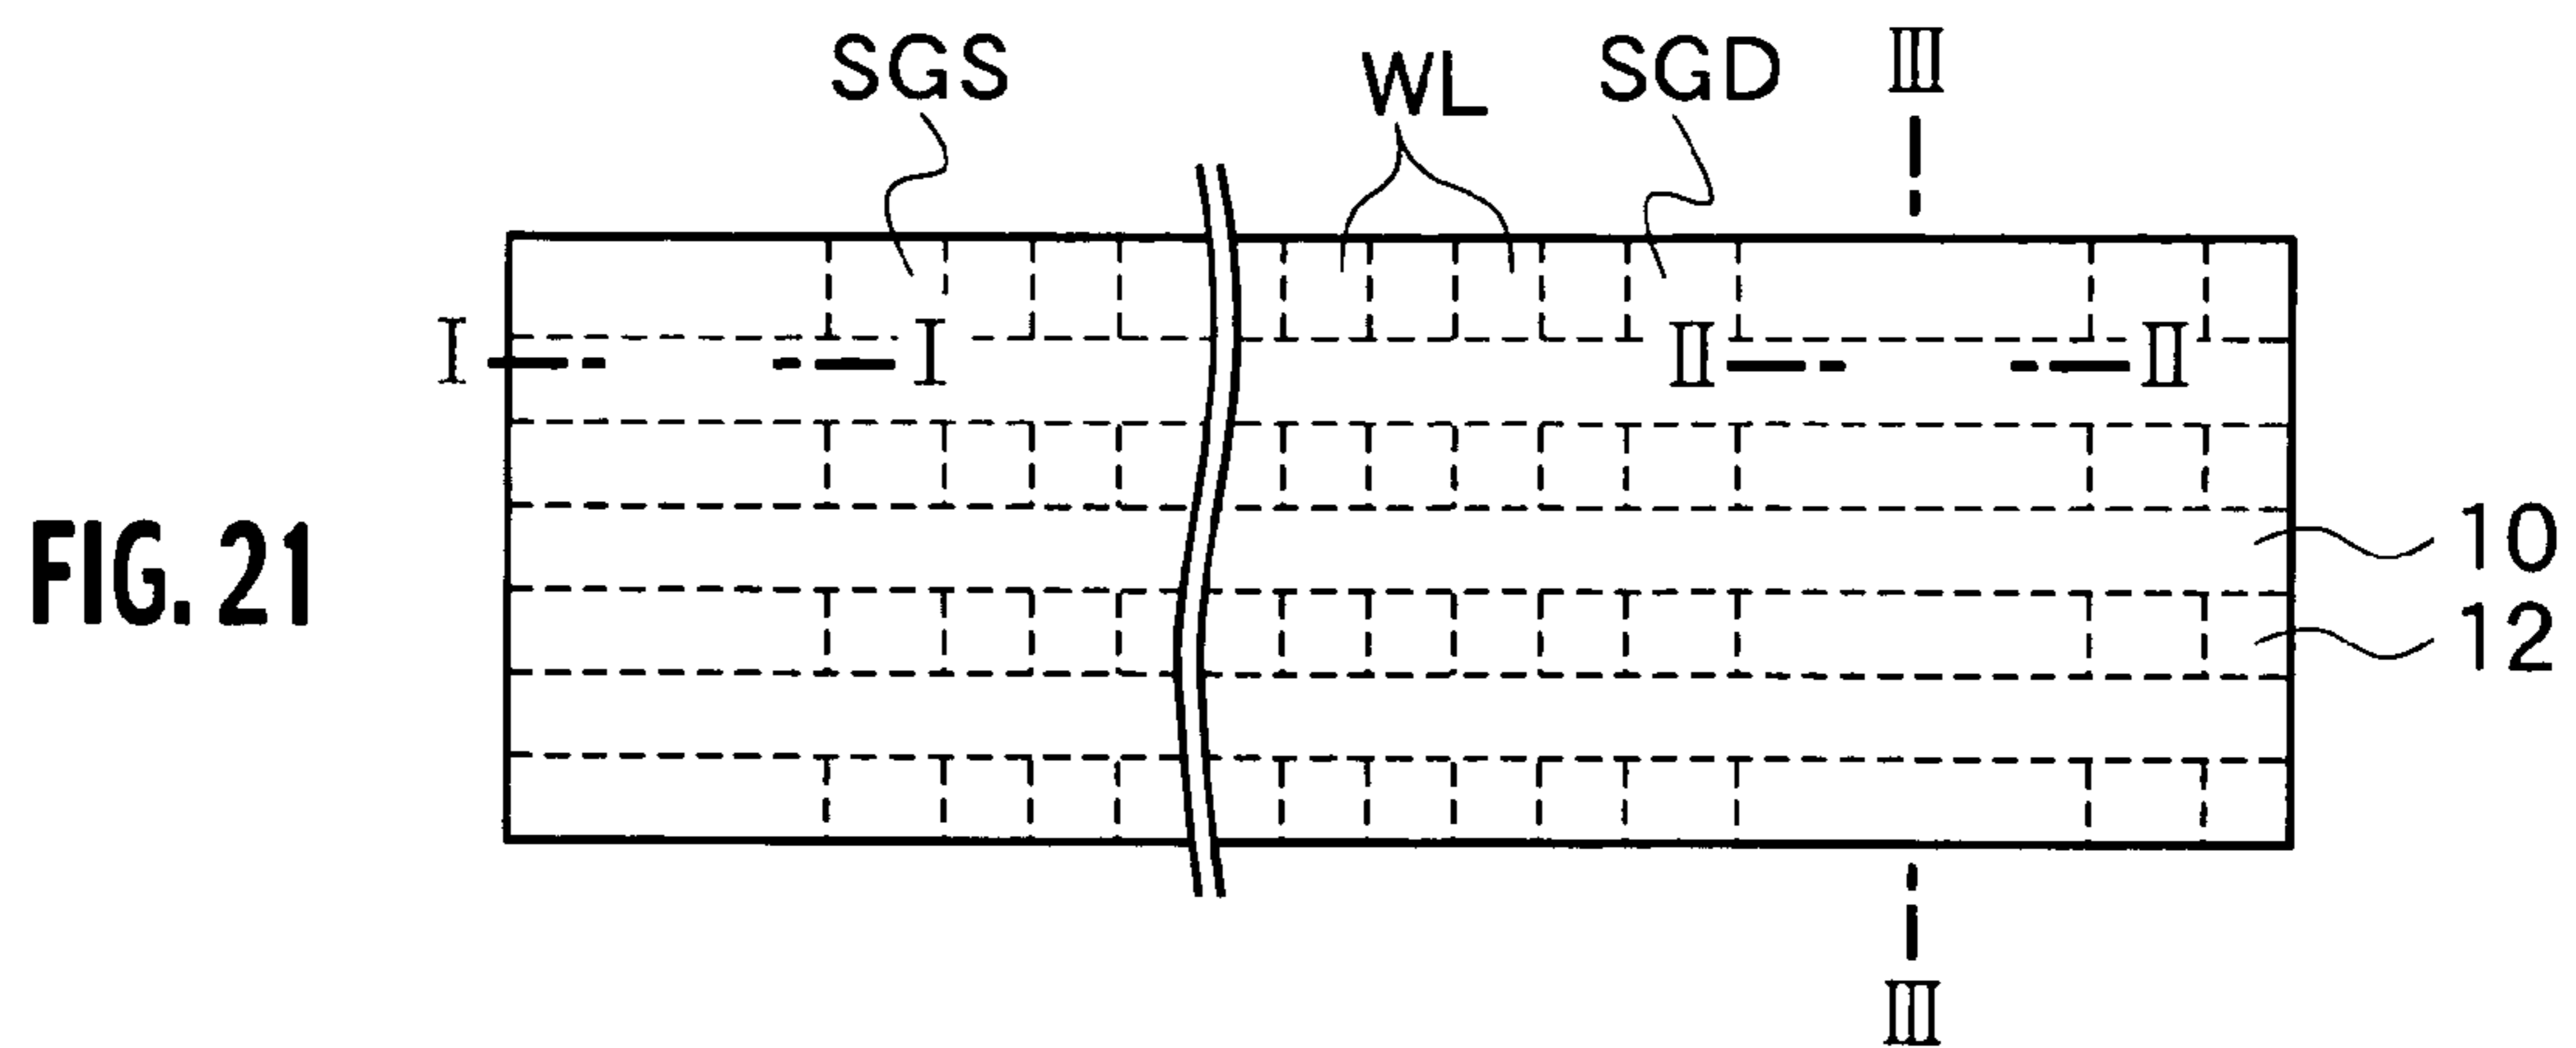 SGS WL SGD Ⅲ
Ⅰ Ⅰ Ⅱ Ⅱ
10
FIG. 21
12
Ⅲ